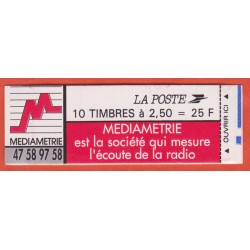 LA POSTE
10 TIMBRES à 2,50 = 25 F
MEDIAMETRIE
est la société qui mesure
l'écoute de la radio
MEDIAMETRIE
47 58 97 58
OUVRIR ICI